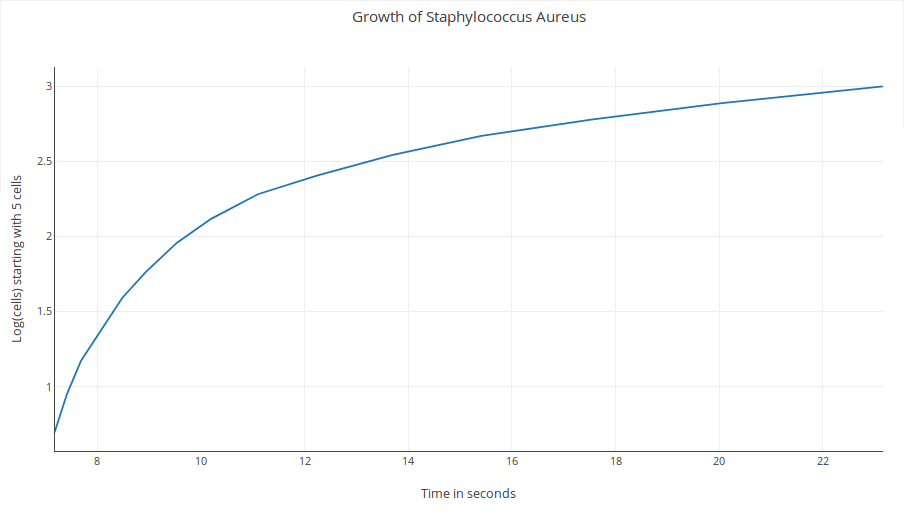 Growth of Staphylococcus Aureus
Log(cells) starting with 5 cells
3
2.5
2
1.5
1
8 10 12 14 16 18 20 22
Time in seconds